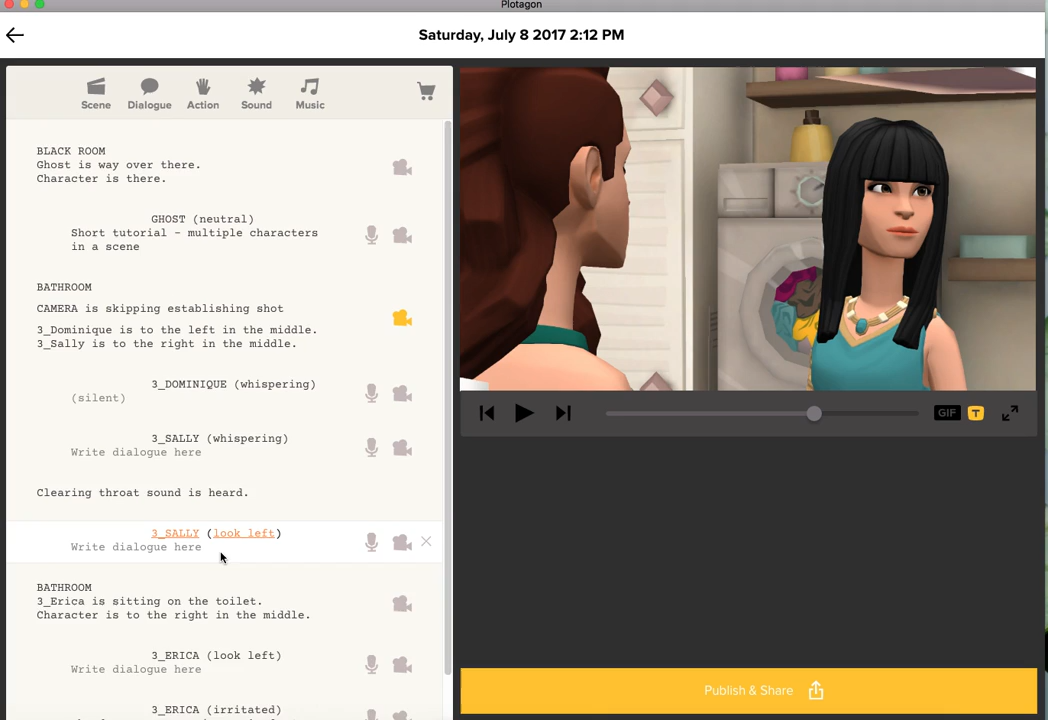 Plotagon
Saturday, July 8 2017 2:12 PM
Scene
Dialogue
Action
Sound
Music
BLACK ROOM
Ghost is way over there.
Character is there.
GHOST (neutral)
Short tutorial - multiple characters
in a scene
BATHROOM
CAMERA is skipping establishing shot
3_Dominique is to the left in the middle.
3_Sally is to the right in the middle.
3_DOMINIQUE (whispering)
(silent)
3_SALLY (whispering)
Write dialogue here
Clearing throat sound is heard.
3_SALLY (look left)
Write dialogue here
BATHROOM
3_Erica is sitting on the toilet.
Character is to the right in the middle.
3_ERICA (look left)
Write dialogue here
3_ERICA (irritated)
GIF
T
Publish & Share